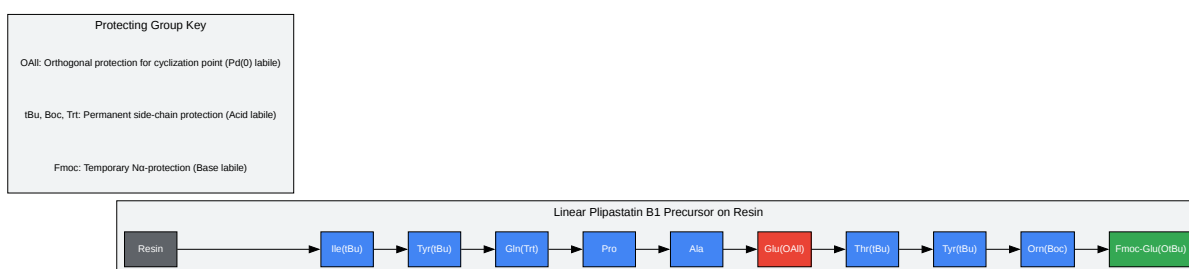 Protecting Group Key
OAll: Orthogonal protection for cyclization point (Pd(0) labile)
tBu, Boc, Trt: Permanent side-chain protection (Acid labile)
Fmoc: Temporary Nα-protection (Base labile)
Linear Plipastatin B1 Precursor on Resin
Resin
Ile(tBu)
Tyr(tBu)
Gln(Trt)
Pro
Ala
Glu(OAll)
Thr(tBu)
Tyr(tBu)
Orn(Boc)
Fmoc-Glu(OtBu)